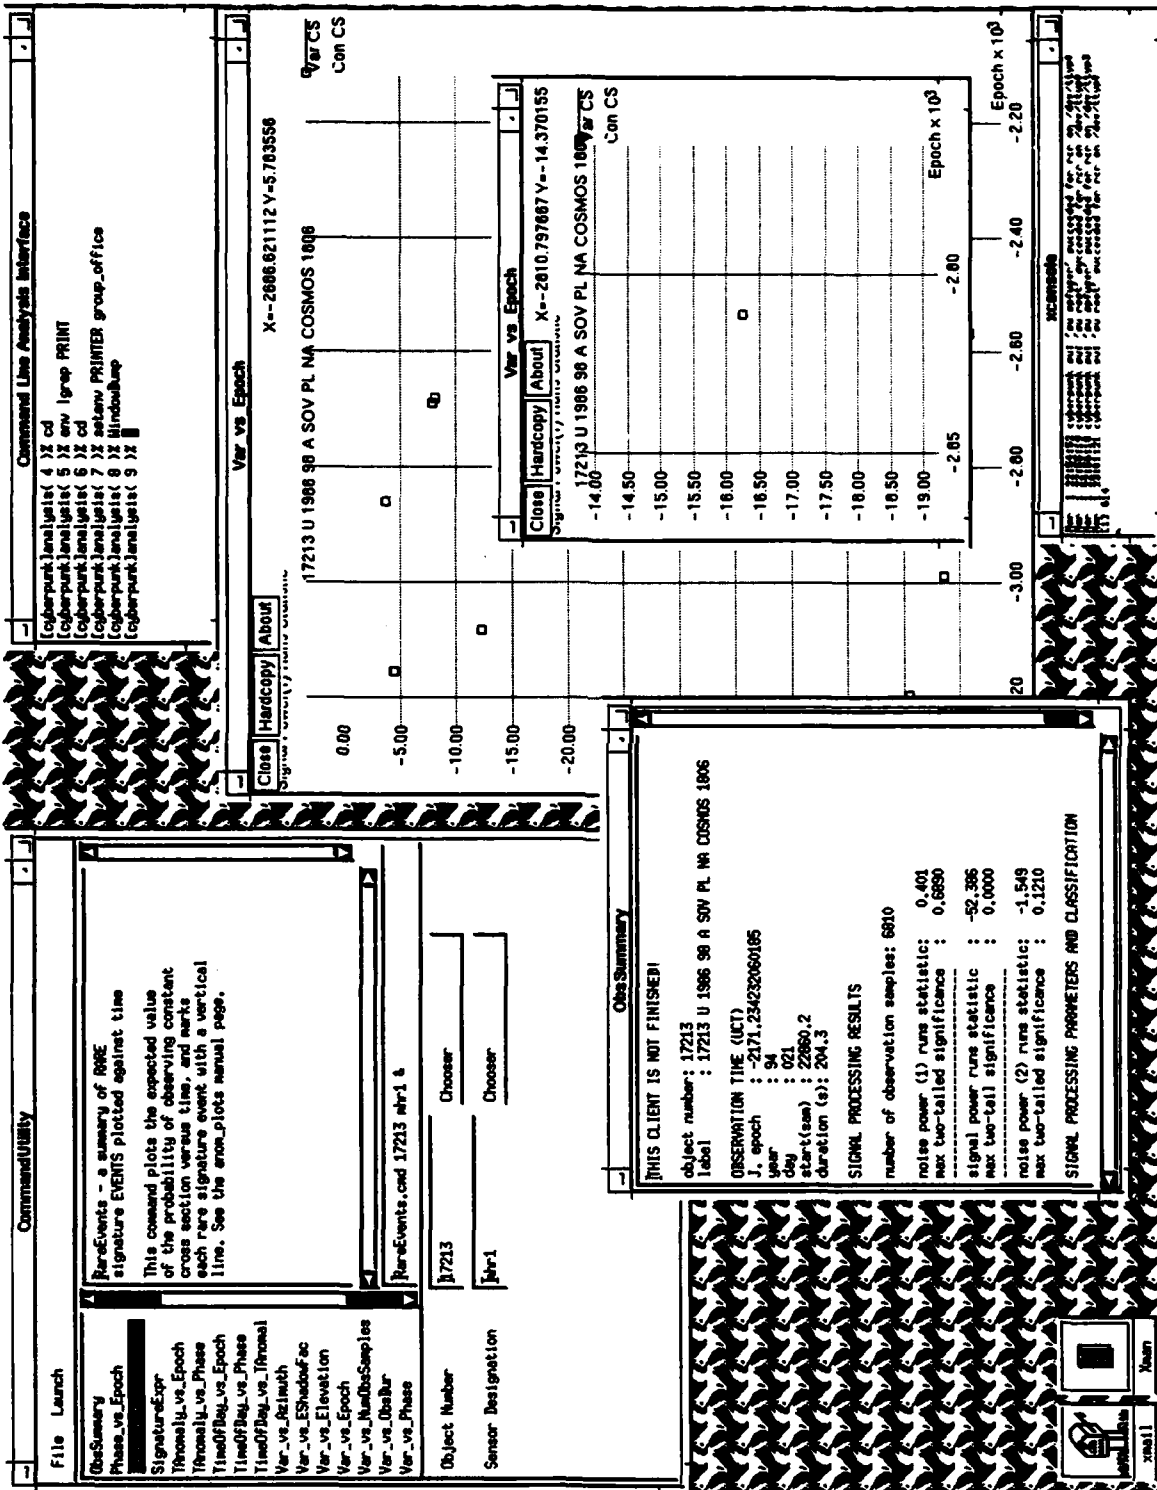 CommandUtility
File Launch
ObsSummary
Phase_vs_Epoch
SignatureExpr
TAnomaly_vs_Epoch
TAnomaly_vs_Phase
TimeOfDay_vs_Epoch
TimeOfDay_vs_Phase
TimeOfDay_vs_TAnomal
Var_vs_Azimuth
Var_vs_EShadowFac
Var_vs_Elevation
Var_vs_Epoch
Var_vs_NumObsSamples
Var_vs_ObsDur
Var_vs_Phase
RareEvents - a summary of RARE
signature EVENTS plotted against time
This command plots the expected value
of the probability of observing constant
cross section versus time, and marks
each rare signature event with a vertical
line. See the anom_plots manual page.
RareEvents.cmd 17213 mhr1 &
Object Number 17213 Chooser
Sensor Designation mhr1 Chooser
xmail
Xman
Command Line Analysis Interface
[cyberpunk]analysis( 4 )% cd
[cyberpunk]analysis( 5 )% env |grep PRINT
[cyberpunk]analysis( 6 )% cd
[cyberpunk]analysis( 7 )% setenv PRINTER group_office
[cyberpunk]analysis( 8 )% WindowDump
[cyberpunk]analysis( 9 )%
Var vs Epoch
Close Hardcopy About X=-2686.621112 Y=5.783556
17213 U 1986 98 A SOV PL NA COSMOS 1806
Var CS
Con CS
0.00
-5.00
-10.00
-15.00
-20.00
20
-3.00
-2.80
-2.60
-2.40
-2.20
Epoch x 10³
Var vs Epoch
Close Hardcopy About X=-2810.797667 Y=-14.370155
17213 U 1986 98 A SOV PL NA COSMOS 1806
Var CS
Con CS
-14.00
-14.50
-15.00
-15.50
-16.00
-16.50
-17.00
-17.50
-18.00
-18.50
-19.00
-2.85
-2.80
Epoch x 10³
ObsSummary
THIS CLIENT IS NOT FINISHED!
object number: 17213
label : 17213 U 1986 98 A SOV PL NA COSMOS 1806
OBSERVATION TIME (UCT)
J. epoch : -2171.234232060185
year : 94
day : 021
start(sam) : 22860.2
duration (s): 204.3
SIGNAL PROCESSING RESULTS
number of observation samples: 6810
noise power (1) runs statistic: 0.401
max two-tailed significance : 0.6890
signal power runs statistic : -52.386
max two-tail significance : 0.0000
noise power (2) runs statistic: -1.549
max two-tailed significance : 0.1210
SIGNAL PROCESSING PARAMETERS AND CLASSIFICATION
xconsole